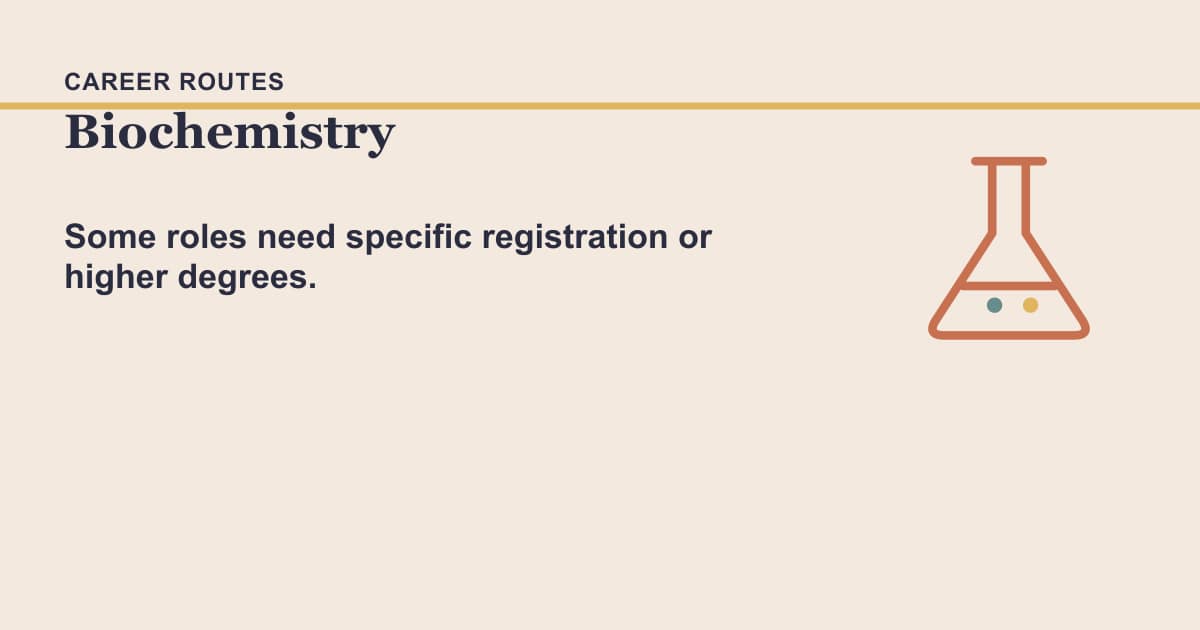 CAREER ROUTES
Biochemistry
Some roles need specific registration or
higher degrees.